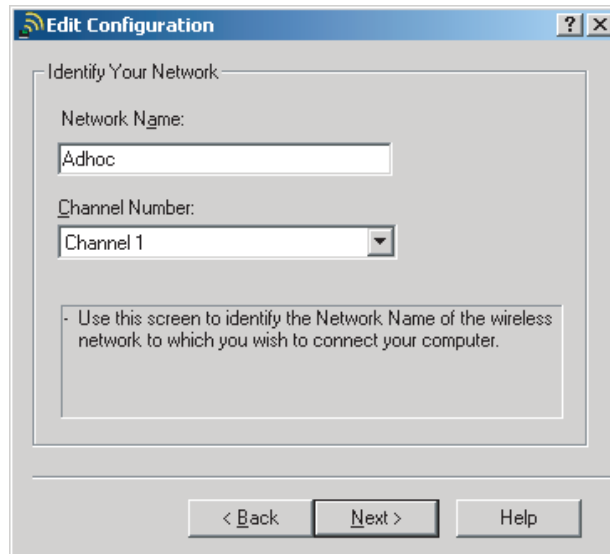 Edit Configuration
Identify Your Network
Network Name:
Adhoc
Channel Number:
Channel 1
- Use this screen to identify the Network Name of the wireless
network to which you wish to connect your computer.
< Back Next > Help